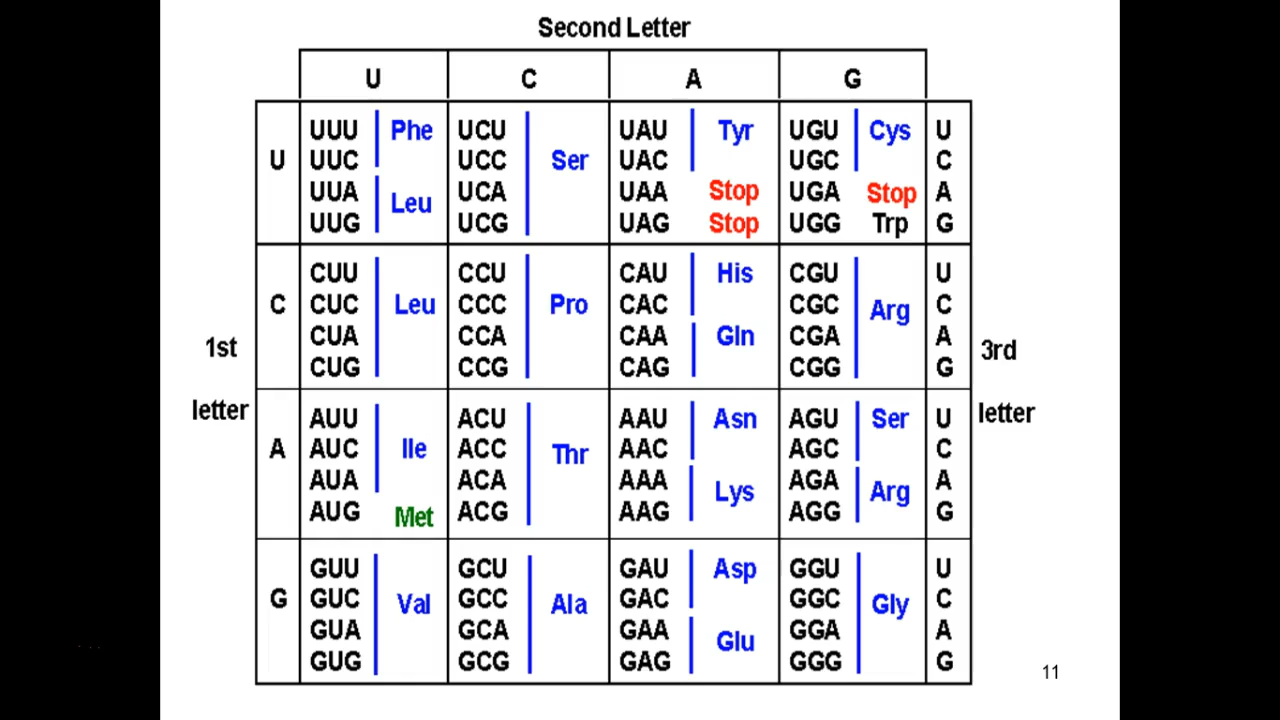 Second Letter
U C A G
UUU Phe UCU UAU Tyr UGU Cys U
U UUC UCC Ser UAC UGC C
UUA Leu UCA UAA Stop UGA Stop A
UUG UCG UAG Stop UGG Trp G
CUU CCU CAU His CGU U
C CUC Leu CCC Pro CAC CGC Arg C
1st CUA CCA CAA Gln CGA A 3rd
CUG CCG CAG CGG G
letter AUU ACU AAU Asn AGU Ser U letter
A AUC Ile ACC Thr AAC AGC C
AUA ACA AAA Lys AGA Arg A
AUG Met ACG AAG AGG G
GUU GCU GAU Asp GGU U
G GUC Val GCC Ala GAC GGC Gly C
GUA GCA GAA Glu GGA A
GUG GCG GAG GGG G
11